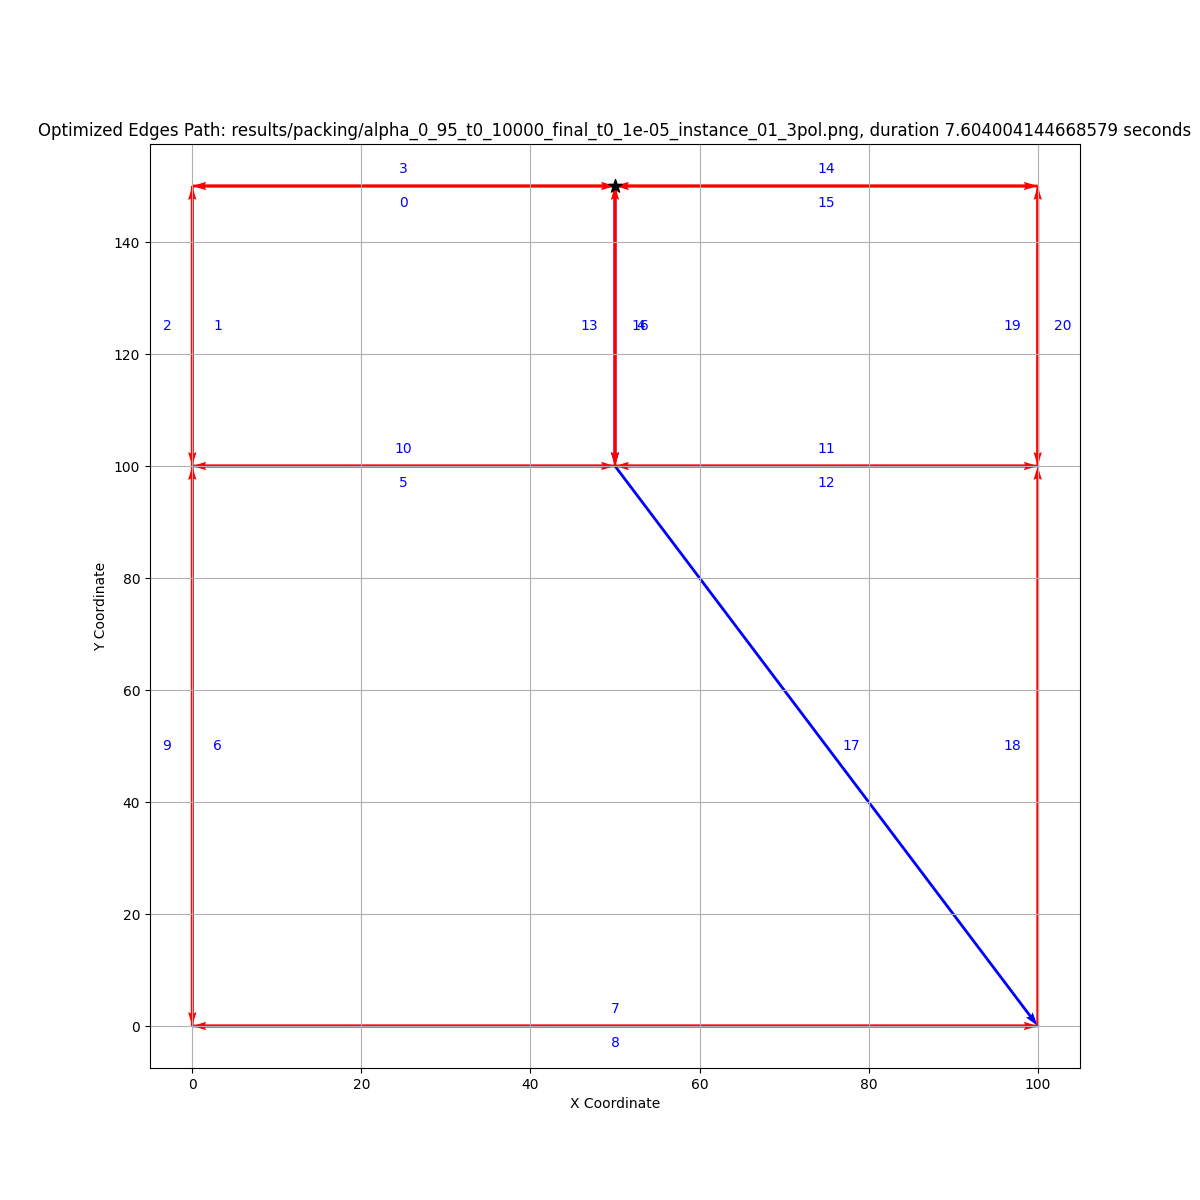 Optimized Edges Path: results/packing/alpha_0_95_t0_10000_final_t0_1e-05_instance_01_3pol.png, duration 7.604004144668579 seconds
3 14
0 15
140
2 1 13 16 4 19 20
120
10 11
100
5 12
80
60
9 6 17 18
40
20
7
0
8
0 20 40 60 80 100
X Coordinate
Y Coordinate